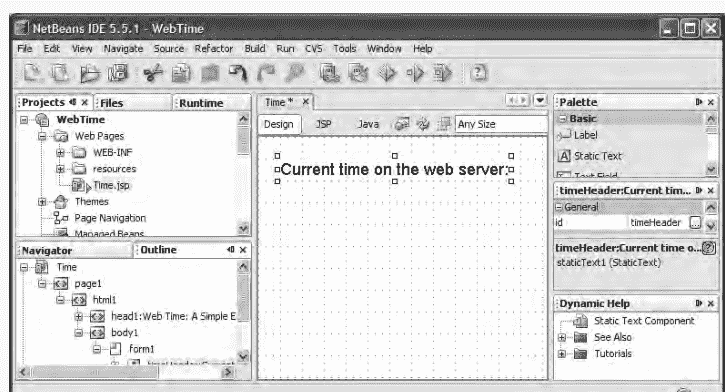 NetBeans IDE 5.5.1 - WebTime
File Edit View Navigate Source Refactor Build Run CVS Tools Window Help
Projects
Files
Runtime
WebTime
Web Pages
WEB-INF
resources
Time.jsp
Themes
Page Navigation
Managed Beans
Navigator
Outline
Time
page1
html1
head1:Web Time: A Simple E
body1
form1
Time *
Design JSP Java Any Size
Current time on the web server:
Palette
Basic
Label
Static Text
Text Field
timeHeader:Current tim...
General
id timeHeader ...
timeHeader:Current time o...
staticText1 (StaticText)
Dynamic Help
Static Text Component
See Also
Tutorials